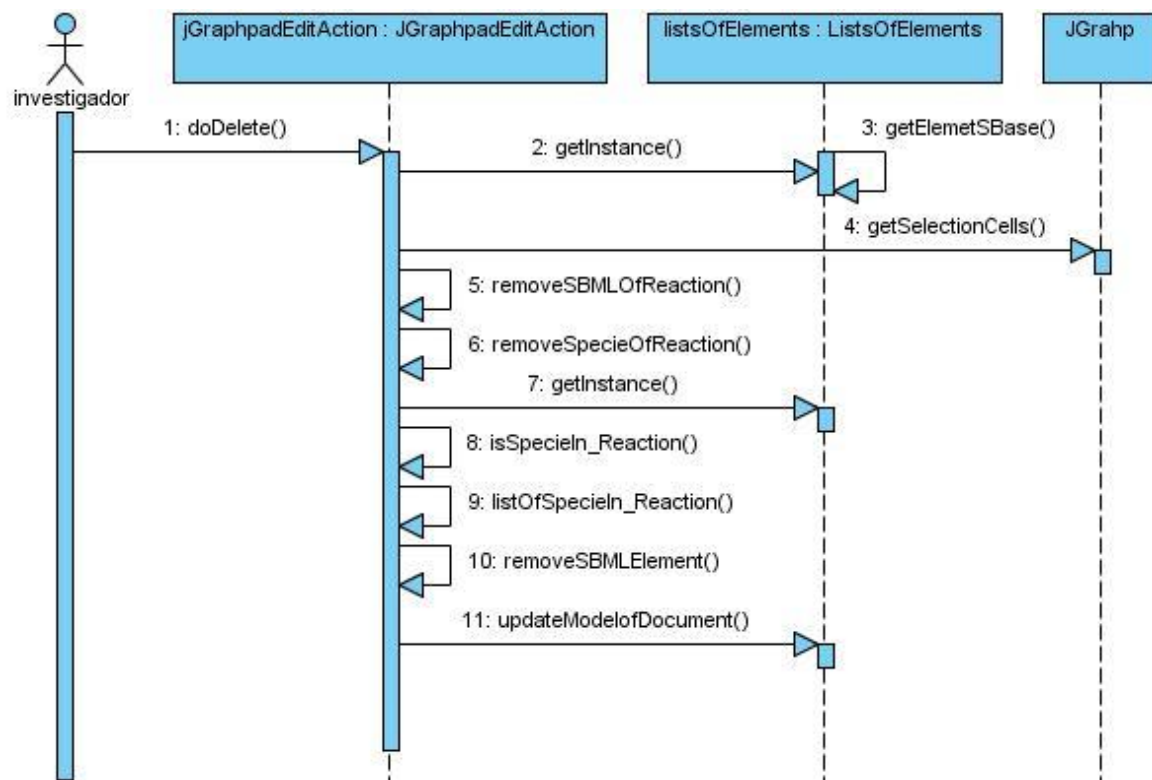 jGraphpadEditAction : JGraphpadEditAction
listsOfElements : ListsOfElements
JGrahp
investigador
1: doDelete()
2: getInstance()
3: getElemetSBase()
4: getSelectionCells()
5: removeSBMLOfReaction()
6: removeSpecieOfReaction()
7: getInstance()
8: isSpecieIn_Reaction()
9: listOfSpecieIn_Reaction()
10: removeSBMLElement()
11: updateModelofDocument()